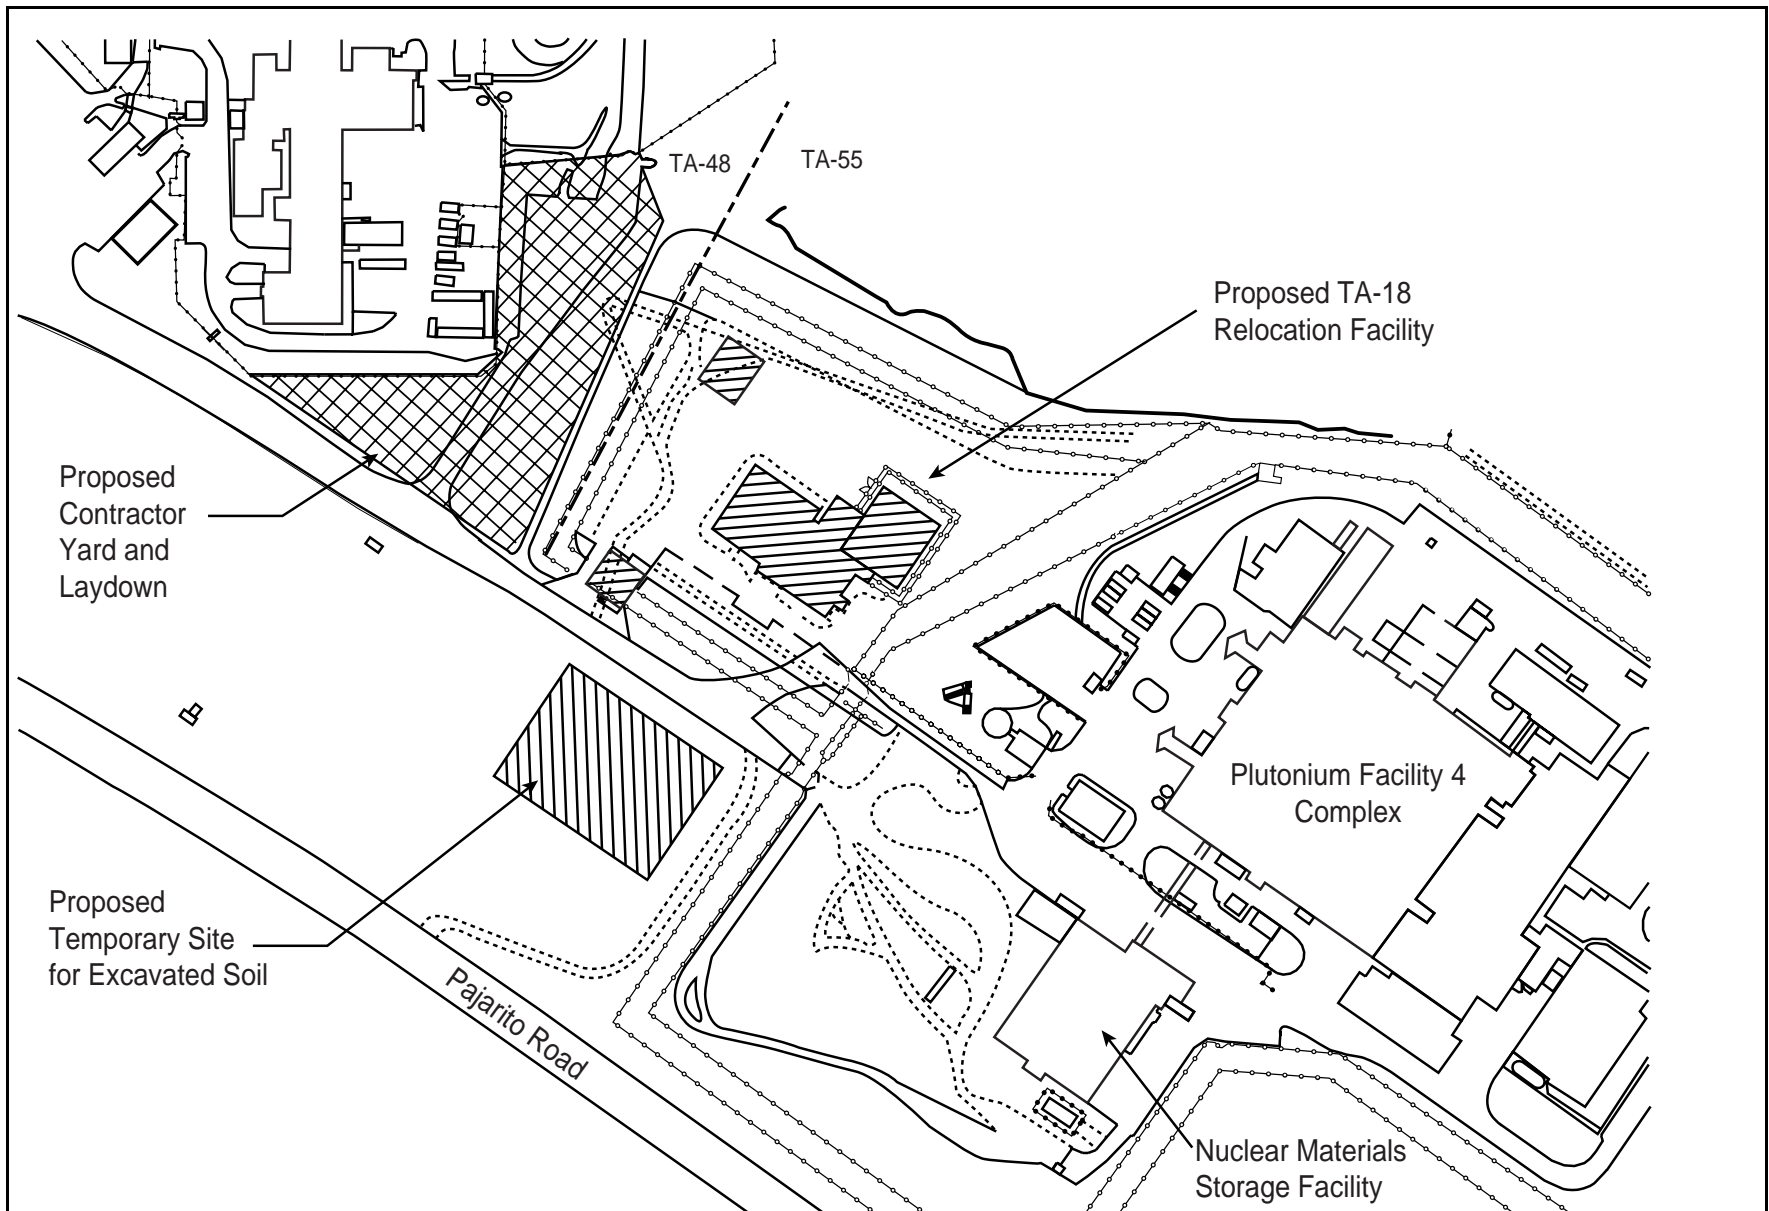 TA-48
TA-55
Proposed TA-18
Relocation Facility
Proposed
Contractor
Yard and
Laydown
Plutonium Facility 4
Complex
Proposed
Temporary Site
for Excavated Soil
Pajarito Road
Nuclear Materials
Storage Facility